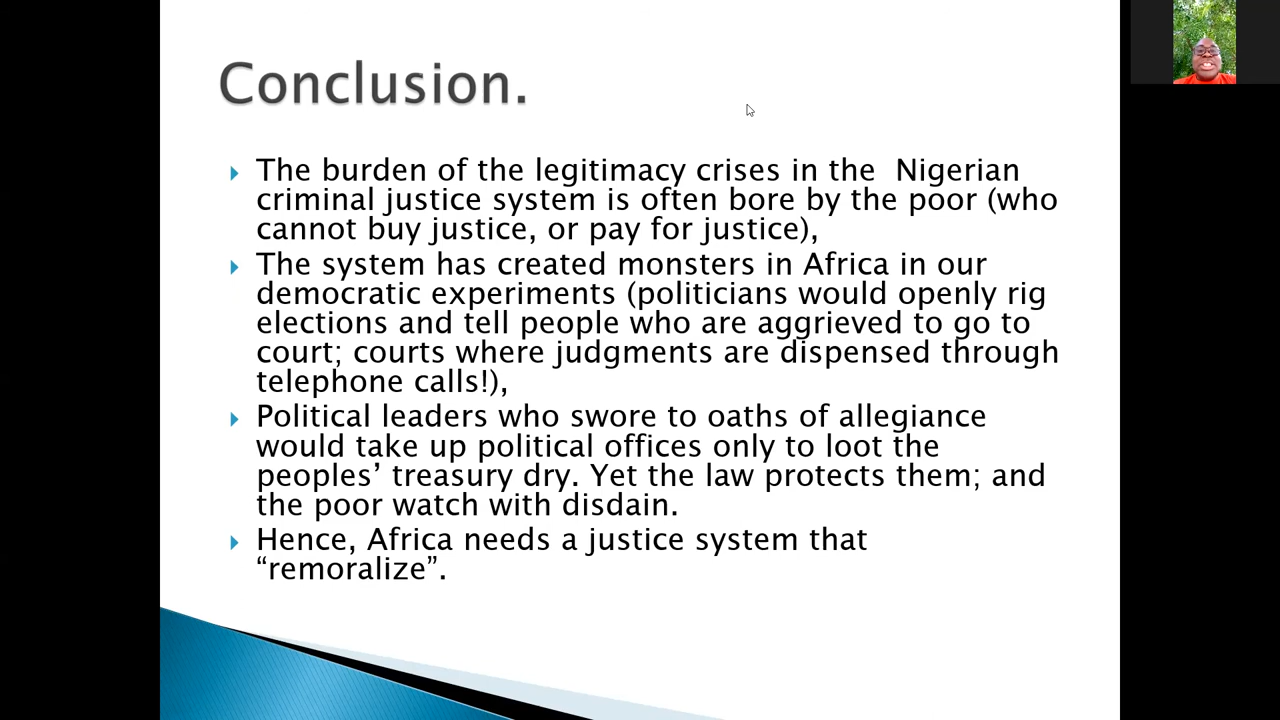 Conclusion.
The burden of the legitimacy crises in the  Nigerian
criminal justice system is often bore by the poor (who
cannot buy justice, or pay for justice),
The system has created monsters in Africa in our
democratic experiments (politicians would openly rig
elections and tell people who are aggrieved to go to
court; courts where judgments are dispensed through
telephone calls!),
Political leaders who swore to oaths of allegiance
would take up political offices only to loot the
peoples’ treasury dry. Yet the law protects them; and
the poor watch with disdain.
Hence, Africa needs a justice system that
“remoralize”.